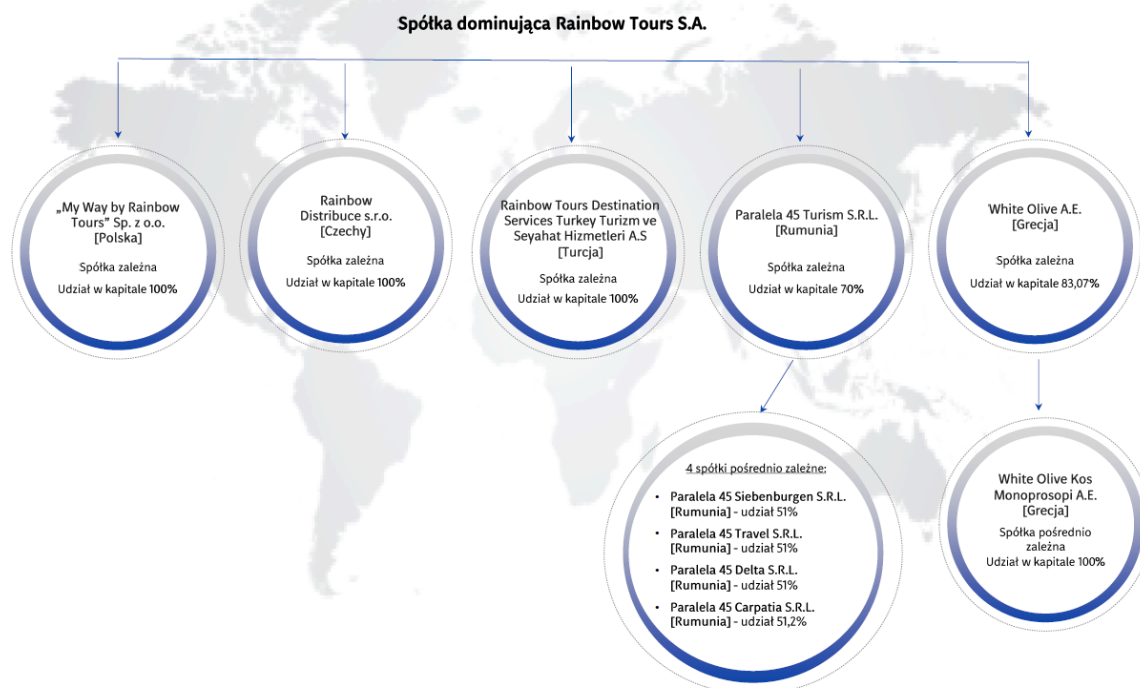 Spółka dominująca Rainbow Tours S.A.
„My Way by Rainbow
Tours” Sp. z o.o.
[Polska]
Spółka zależna
Udział w kapitale 100%
Rainbow
Distribuce s.r.o.
[Czechy]
Spółka zależna
Udział w kapitale 100%
Rainbow Tours Destination
Services Turkey Turizm ve
Seyahat Hizmetleri A.S
[Turcja]
Spółka zależna
Udział w kapitale 100%
Paralela 45 Turism S.R.L.
[Rumunia]
Spółka zależna
Udział w kapitale 70%
White Olive A.E.
[Grecja]
Spółka zależna
Udział w kapitale 83,07%
4 spółki pośrednio zależne:
• Paralela 45 Siebenburgen S.R.L.
[Rumunia] - udział 51%
• Paralela 45 Travel S.R.L.
[Rumunia] - udział 51%
• Paralela 45 Delta S.R.L.
[Rumunia] - udział 51%
• Paralela 45 Carpatia S.R.L.
[Rumunia] - udział 51,2%
White Olive Kos
Monoprosopi A.E.
[Grecja]
Spółka pośrednio
zależna
Udział w kapitale 100%